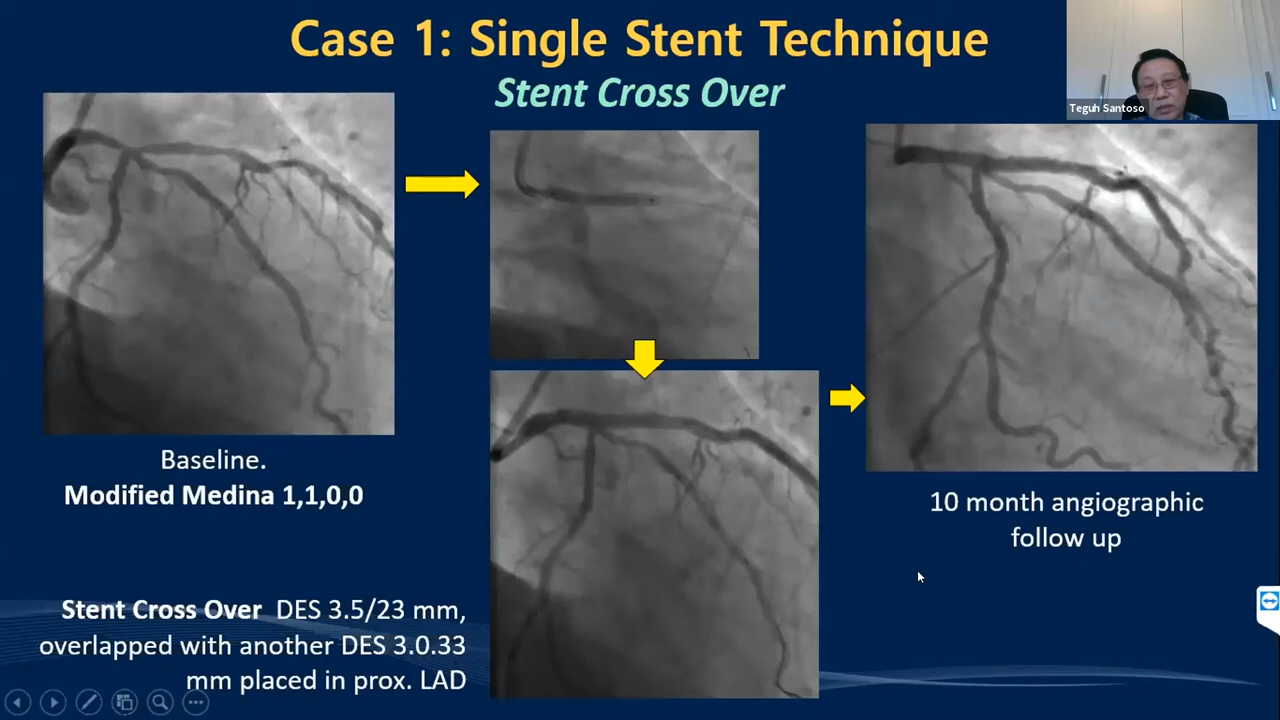 Case 1: Single Stent Technique
Stent Cross Over
Teguh Santoso
Baseline.
Modified Medina 1,1,0,0
Stent Cross Over DES 3.5/23 mm,
overlapped with another DES 3.0.33
mm placed in prox. LAD
10 month angiographic
follow up